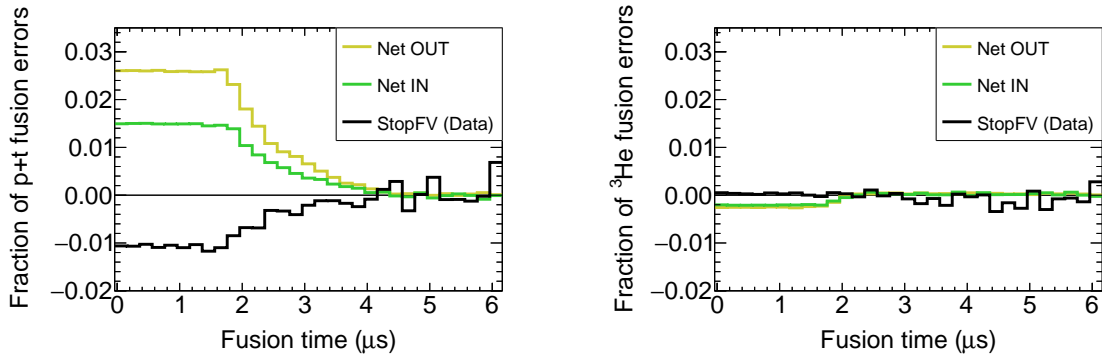 Fraction of p+t fusion errors
0.03
0.02
0.01
0.00
−0.01
−0.02
Net OUT
Net IN
StopFV (Data)
0 1 2 3 4 5 6
Fusion time (μs)
Fraction of ³He fusion errors
0.03
0.02
0.01
0.00
−0.01
−0.02
Net OUT
Net IN
StopFV (Data)
0 1 2 3 4 5 6
Fusion time (μs)